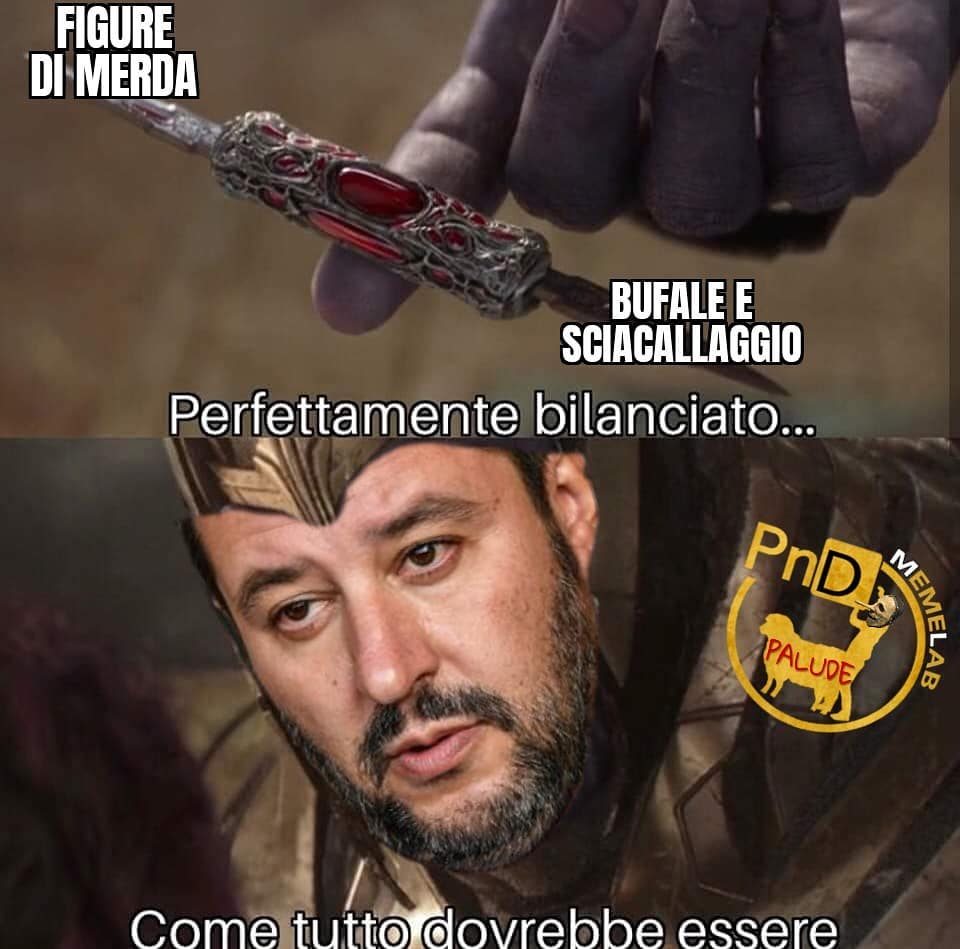 FIGURE
DI MERDA
BUFALE E
SCIACALLAGGIO
Perfettamente bilanciato...
PnD
MEMELAB
PALUDE
Come tutto dovrebbe essere